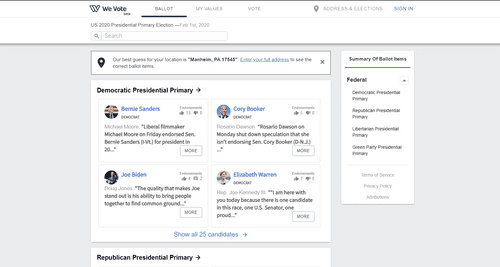 We Vote
beta
BALLOT
MY VALUES
VOTE
ADDRESS & ELECTIONS
SIGN IN
US 2020 Presidential Primary Election —Feb 1st, 2020
Search
Our best guess for your location is "Manheim, PA 17545" Enter your full address to see the
correct ballot items.
×
Democratic Presidential Primary →
Bernie Sanders
DEMOCRAT
Endorsements
Michael Moore "Liberal filmmaker
Michael Moore on Friday endorsed Sen.
Bernie Sanders (I-Vt.) for president in
20..."
MORE
Cory Booker
DEMOCRAT
Endorsements
Rosario Dawson "Rosario Dawson on
Monday shut down speculation that she
isn't endorsing Sen. Cory Booker (D-N.J.)
..."
MORE
Joe Biden
DEMOCRAT
Endorsements
Doug Jones "The quality that makes Joe
stand out is his ability to bring people
together to find common ground..."
MORE
Elizabeth Warren
DEMOCRAT
Endorsements
Rep. Joe Kennedy III ""I am here with
you today because there is one candidate
in this race, one U.S. Senator, one
proud..."
MORE
Show all 25 candidates →
Republican Presidential Primary →
Summary Of Ballot Items
Federal
Democratic Presidential
Primary
Republican Presidential
Primary
Libertarian Presidential
Primary
Green Party Presidential
Primary
Terms of Service
Privacy Policy
Attributions